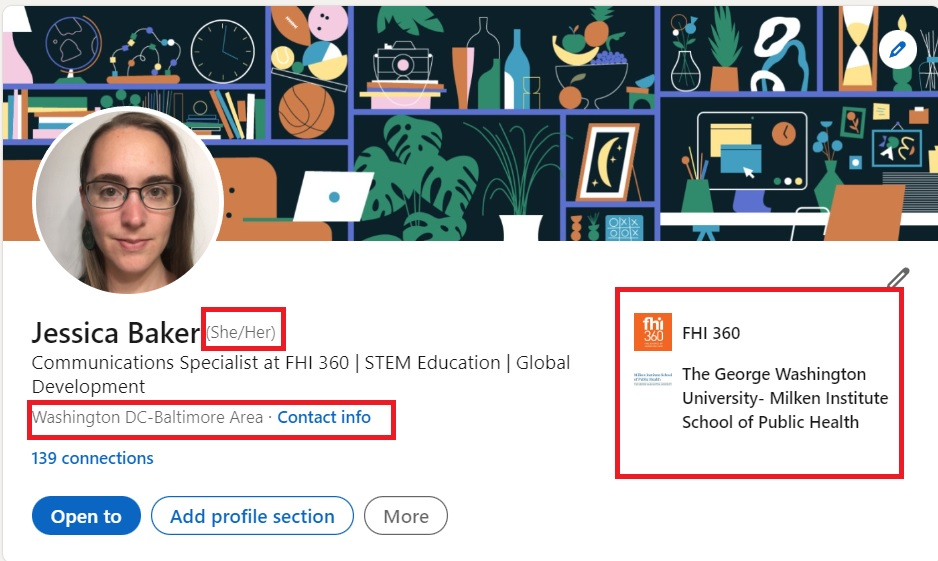 Jessica Baker (She/Her)
Communications Specialist at FHI 360 | STEM Education | Global
Development
Washington DC-Baltimore Area · Contact info
139 connections
Open to
Add profile section
More
fhi
360
FHI 360
The George Washington
University- Milken Institute
School of Public Health